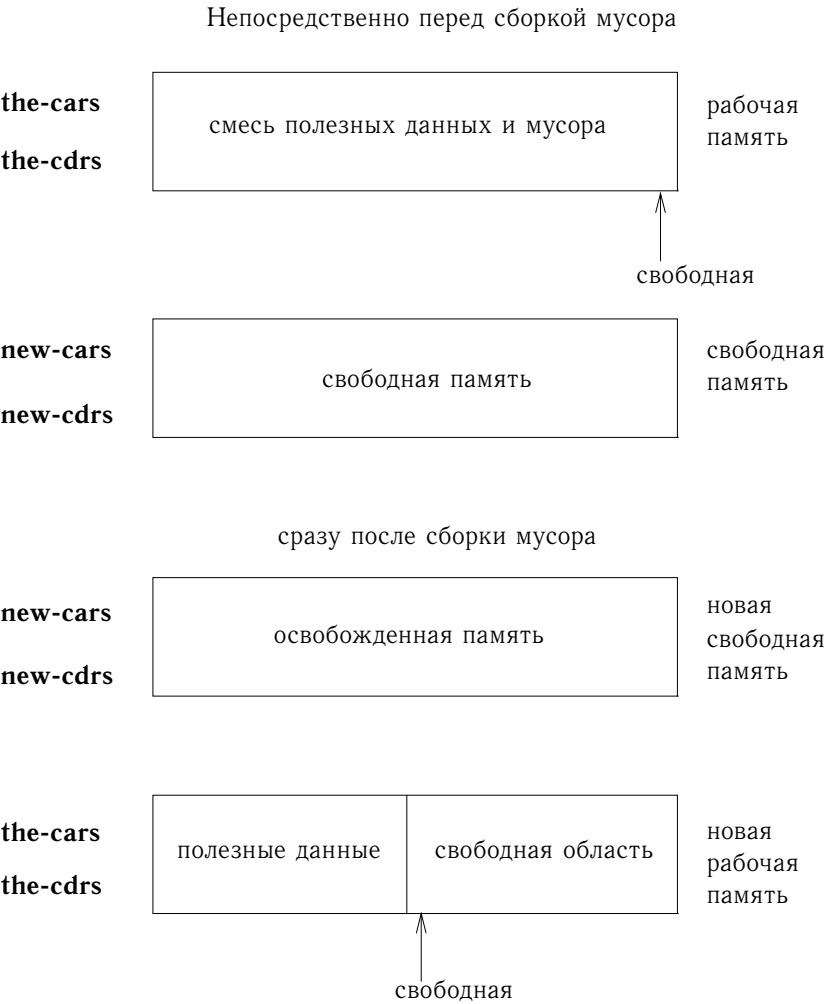 Непосредственно перед сборкой мусора
the-cars
the-cdrs
смесь полезных данных и мусора
рабочая
память
свободная
new-cars
new-cdrs
свободная память
свободная
память
сразу после сборки мусора
new-cars
new-cdrs
освобожденная память
новая
свободная
память
the-cars
the-cdrs
полезные данные
свободная область
новая
рабочая
память
свободная